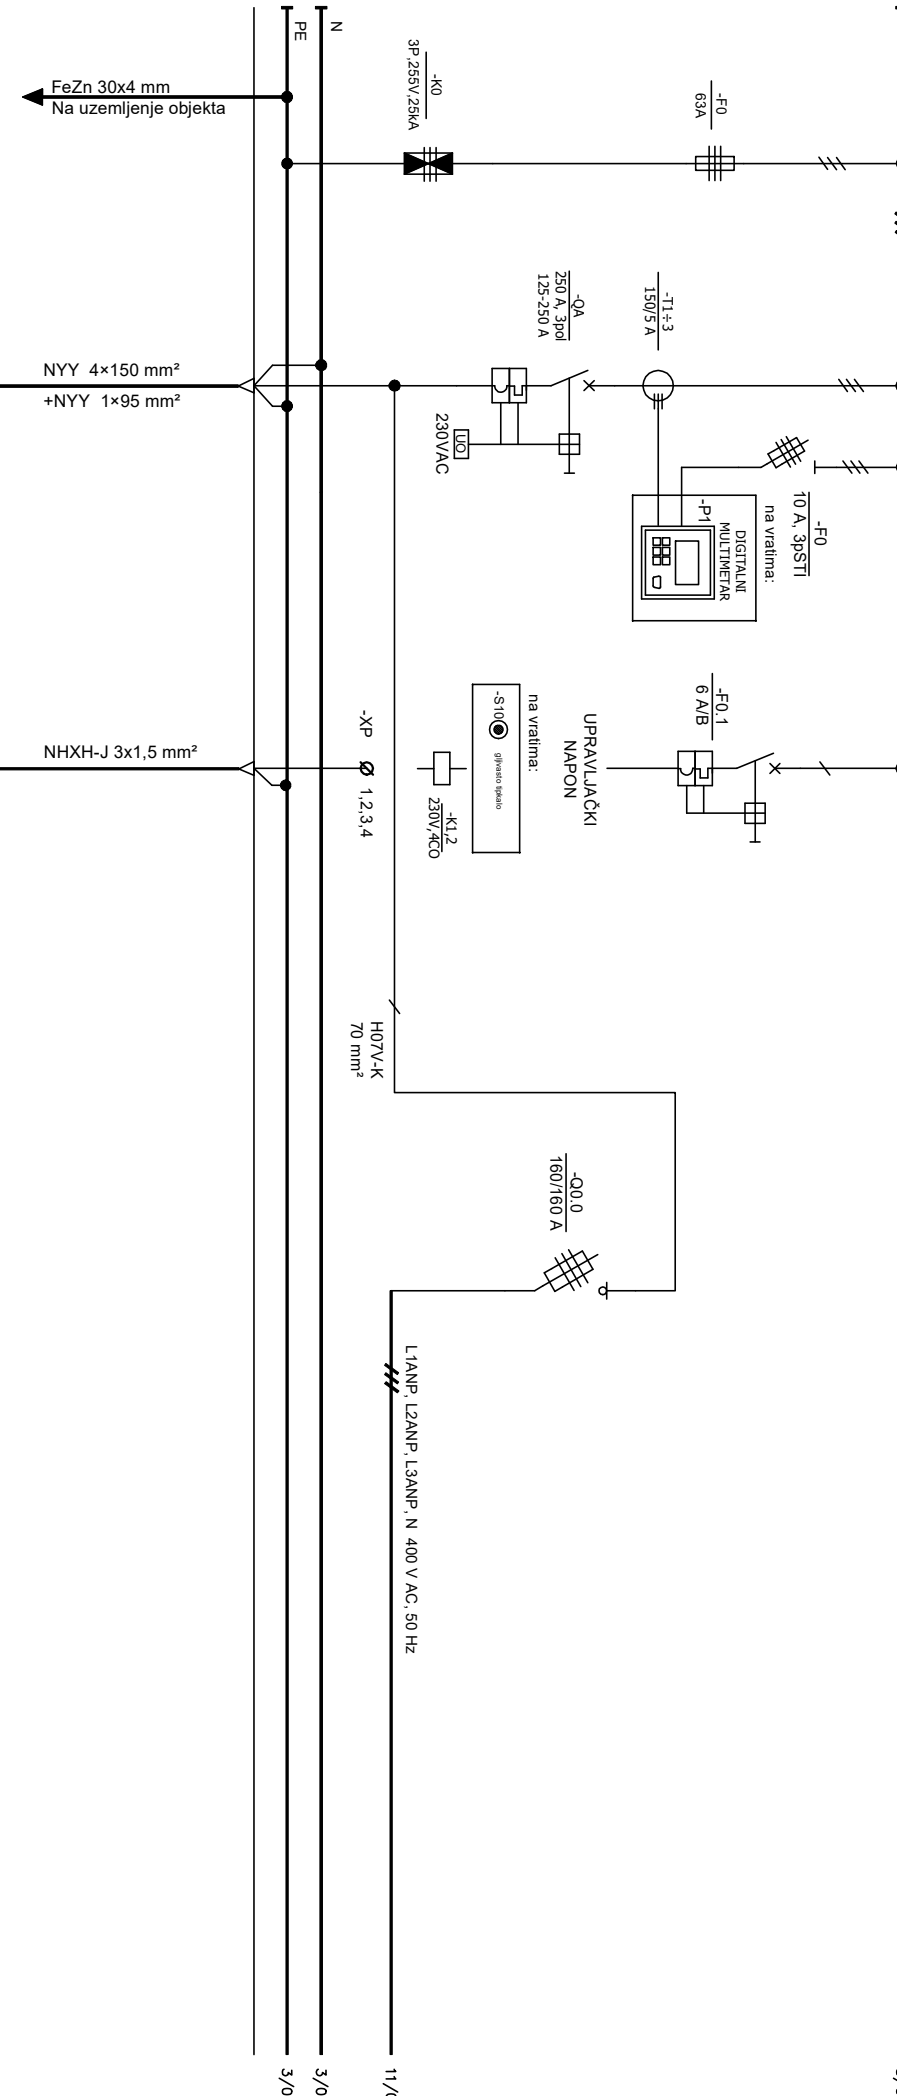 N
PE
FeZn 30x4 mm
Na uzemljenje objekta
-K0
3P,255V,25kA
-F0
63A
-QA
250 A, 3pol
125-250 A
-T1÷3
150/5 A
NYY 4×150 mm²
+NYY 1×95 mm²
UO
230VAC
-F0
10 A, 3pSTI
na vratima:
DIGITALNI
MULTIMETAR
-P1
-F0.1
6 A/B
UPRAVLJAČKI
NAPON
na vratima:
-S10
gljivasto tipkalo
-K1,2
230V,4CO
-XP
1,2,3,4
NHXH-J 3x1,5 mm²
H07V-K
70 mm²
-Q0.0
160/160 A
L1ANP, L2ANP, L3ANP, N 400 V AC, 50 Hz